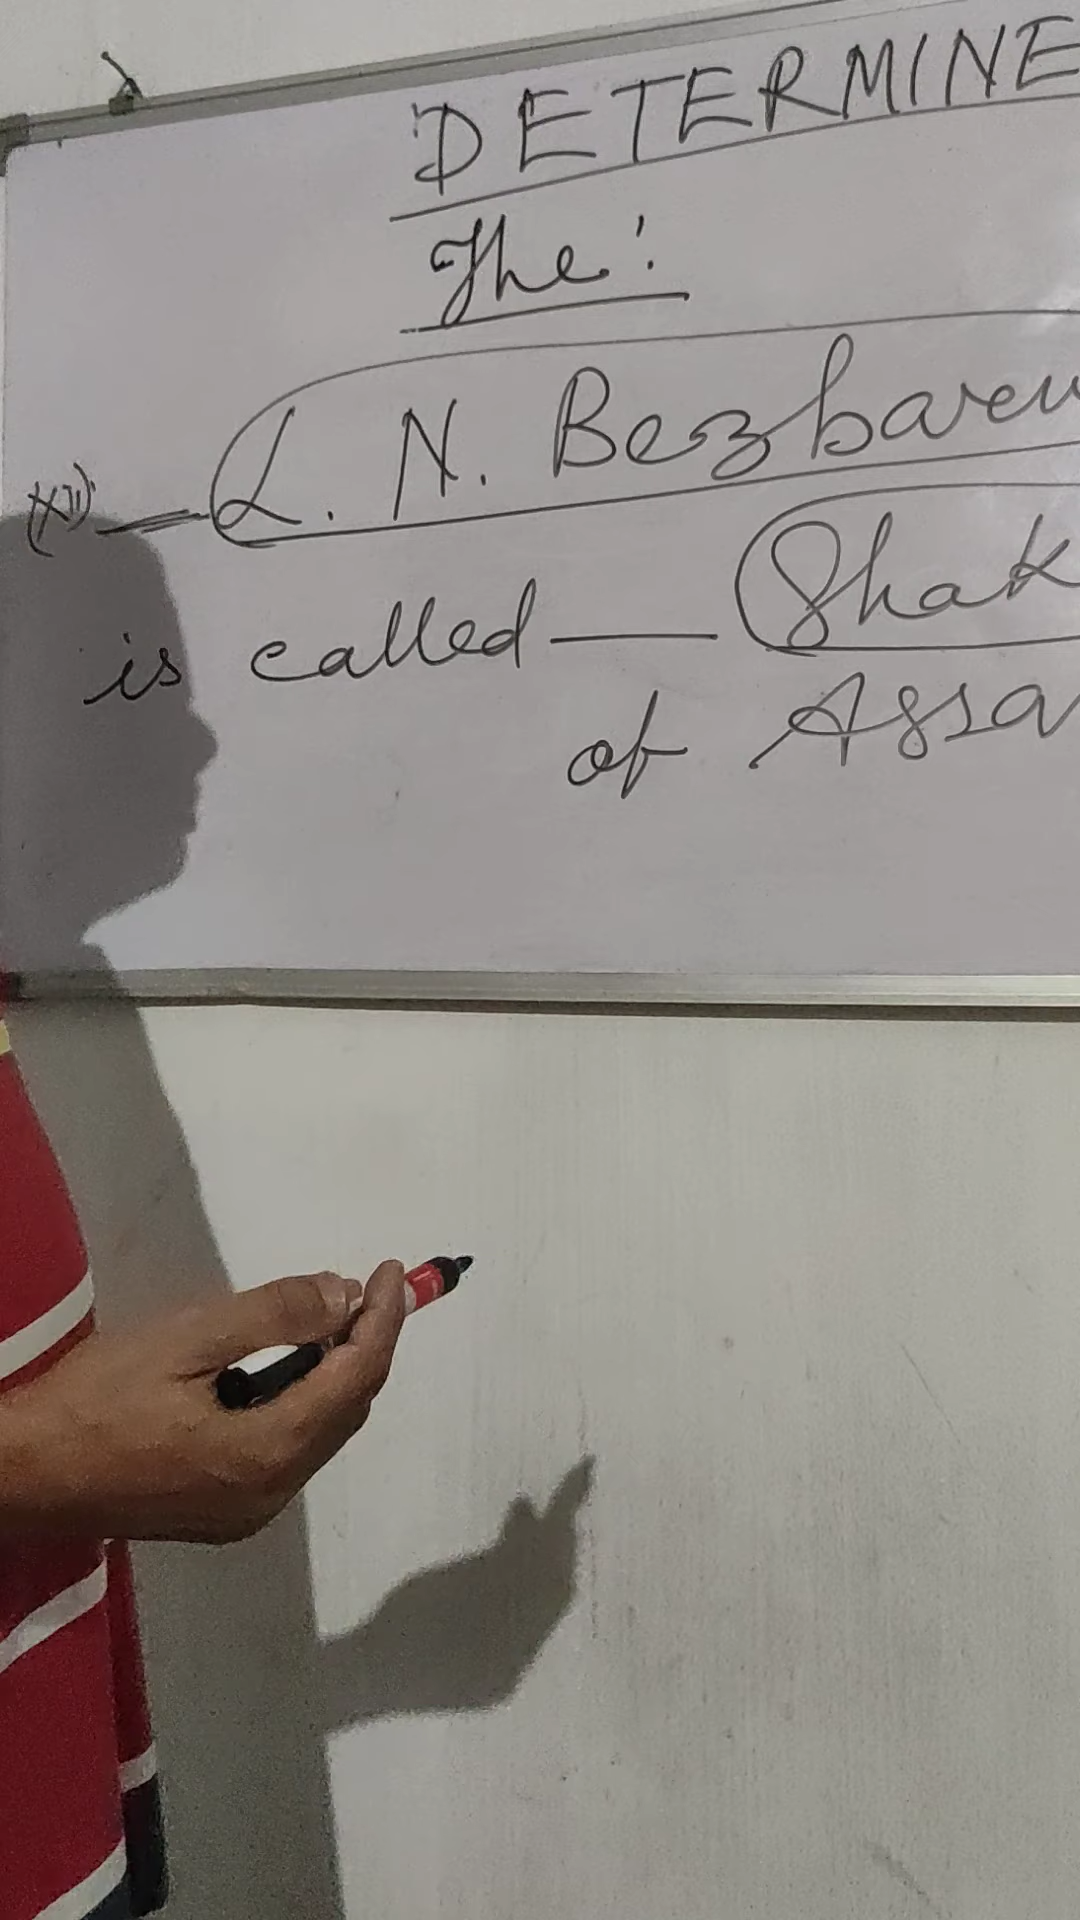 DETERMINE
The:
(xii) — L. N. Bezbaru
is called — Shak
of Assa